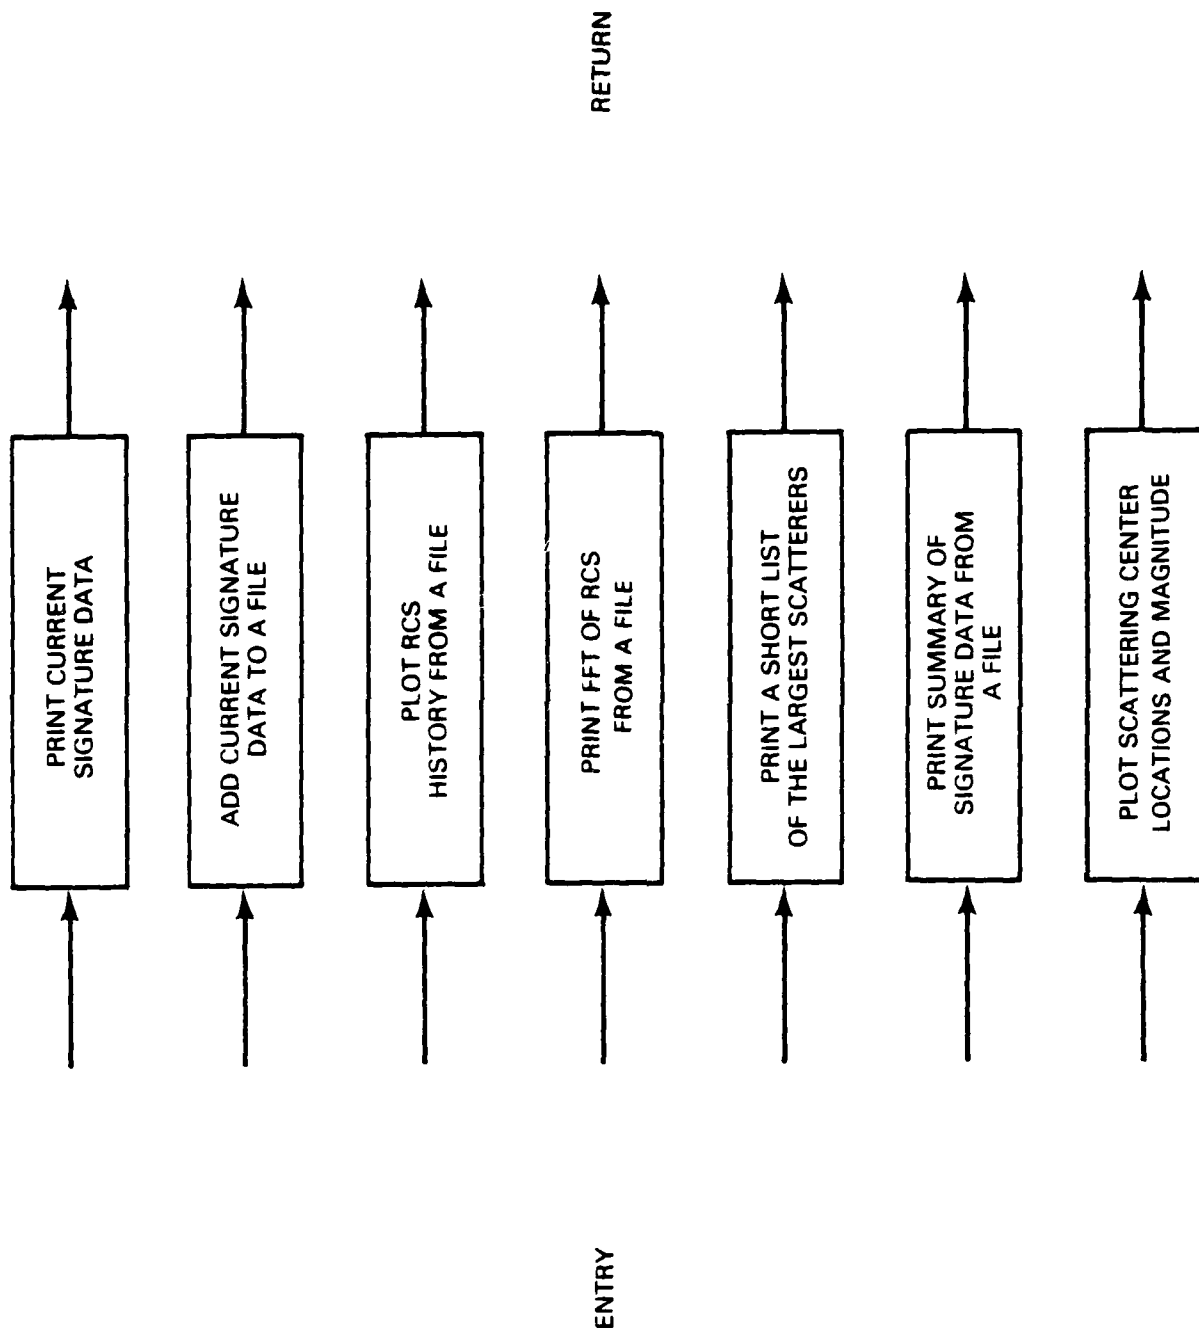 ENTRY
PRINT CURRENT
SIGNATURE DATA
ADD CURRENT SIGNATURE
DATA TO A FILE
PLOT RCS
HISTORY FROM A FILE
PRINT FFT OF RCS
FROM A FILE
PRINT A SHORT LIST
OF THE LARGEST SCATTERERS
PRINT SUMMARY OF
SIGNATURE DATA FROM
A FILE
PLOT SCATTERING CENTER
LOCATIONS AND MAGNITUDE
RETURN